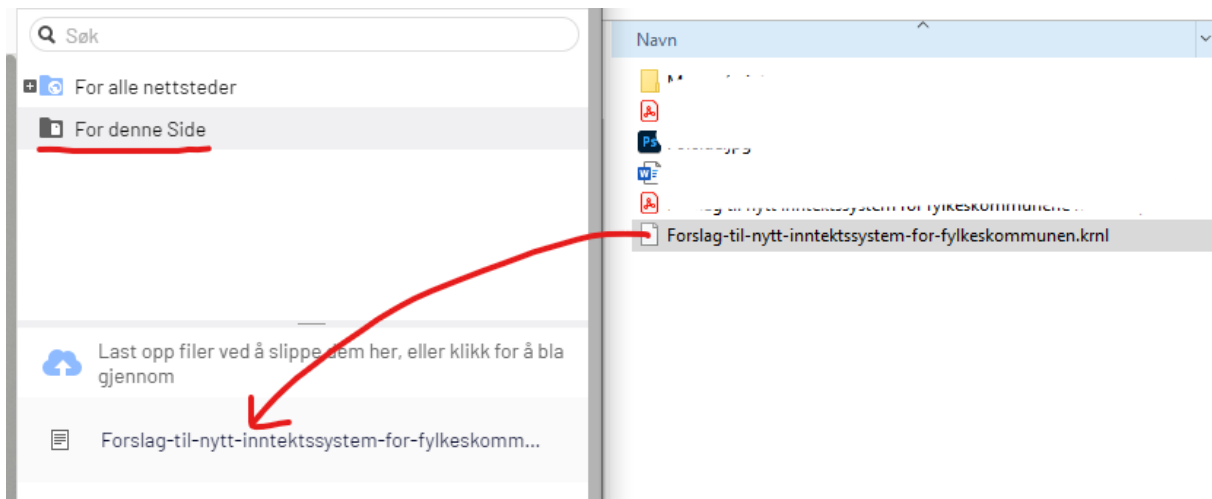 Søk
For alle nettsteder
For denne Side
Last opp filer ved å slippe dem her, eller klikk for å bla
gjennom
Forslag-til-nytt-inntektssystem-for-fylkeskomm...
Navn
Ps
W
Forslag-til-nytt-inntektssystem-for-fylkeskommunen.krnl